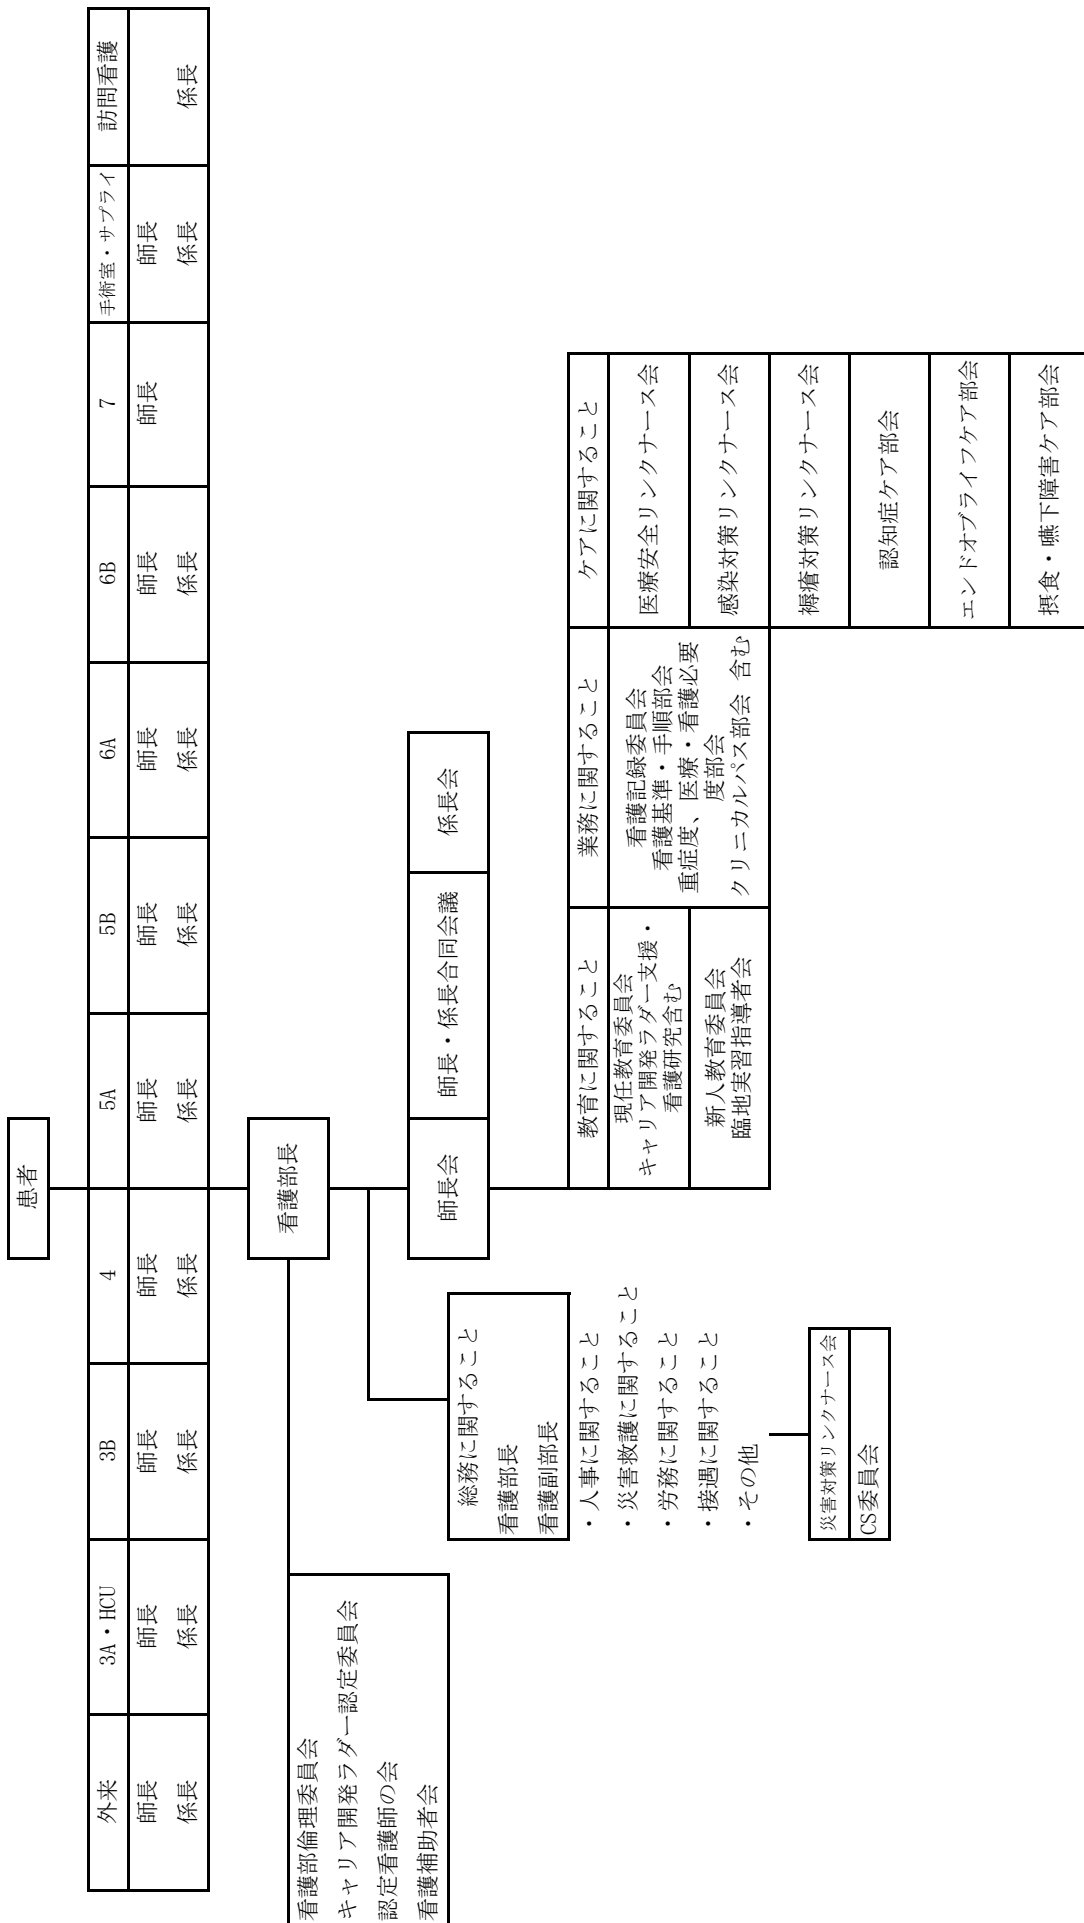 患者
外来
3A・HCU
3B
4
5A
5B
6A
6B
7
手術室・サプライ
訪問看護
師長
師長
師長
師長
師長
師長
師長
師長
師長
師長
係長
係長
係長
係長
係長
係長
係長
係長
係長
係長
看護部長
看護部倫理委員会
キャリア開発ラダー認定委員会
認定看護師の会
看護補助者会
師長会
師長・係長合同会議
係長会
総務に関すること
看護部長
看護副部長
・人事に関すること
・災害救護に関すること
・労務に関すること
・接遇に関すること
・その他
災害対策リンクナース会
CS委員会
教育に関すること
現任教育委員会
キャリア開発ラダー支援・
看護研究含む
新人教育委員会
臨地実習指導者会
業務に関すること
看護記録委員会
看護基準・手順部会
重症度、医療・看護必要
度部会
クリニカルパス部会 含む
ケアに関すること
医療安全リンクナース会
感染対策リンクナース会
褥瘡対策リンクナース会
認知症ケア部会
エンドオブライフケア部会
摂食・嚥下障害ケア部会